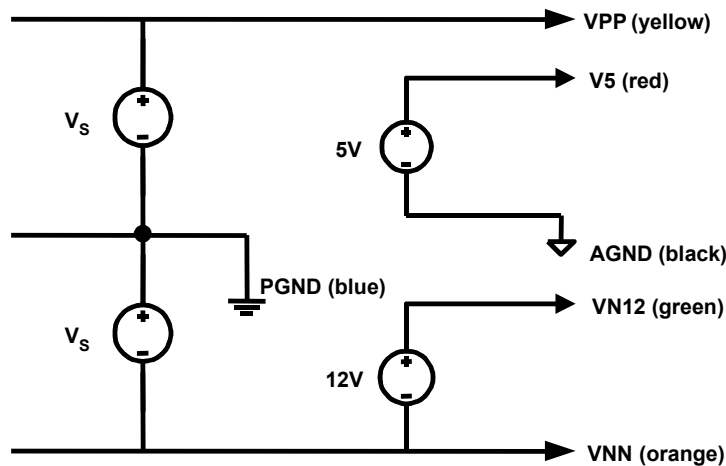 VPP (yellow)
V5 (red)
VS
5V
AGND (black)
PGND (blue)
VN12 (green)
VS
12V
VNN (orange)